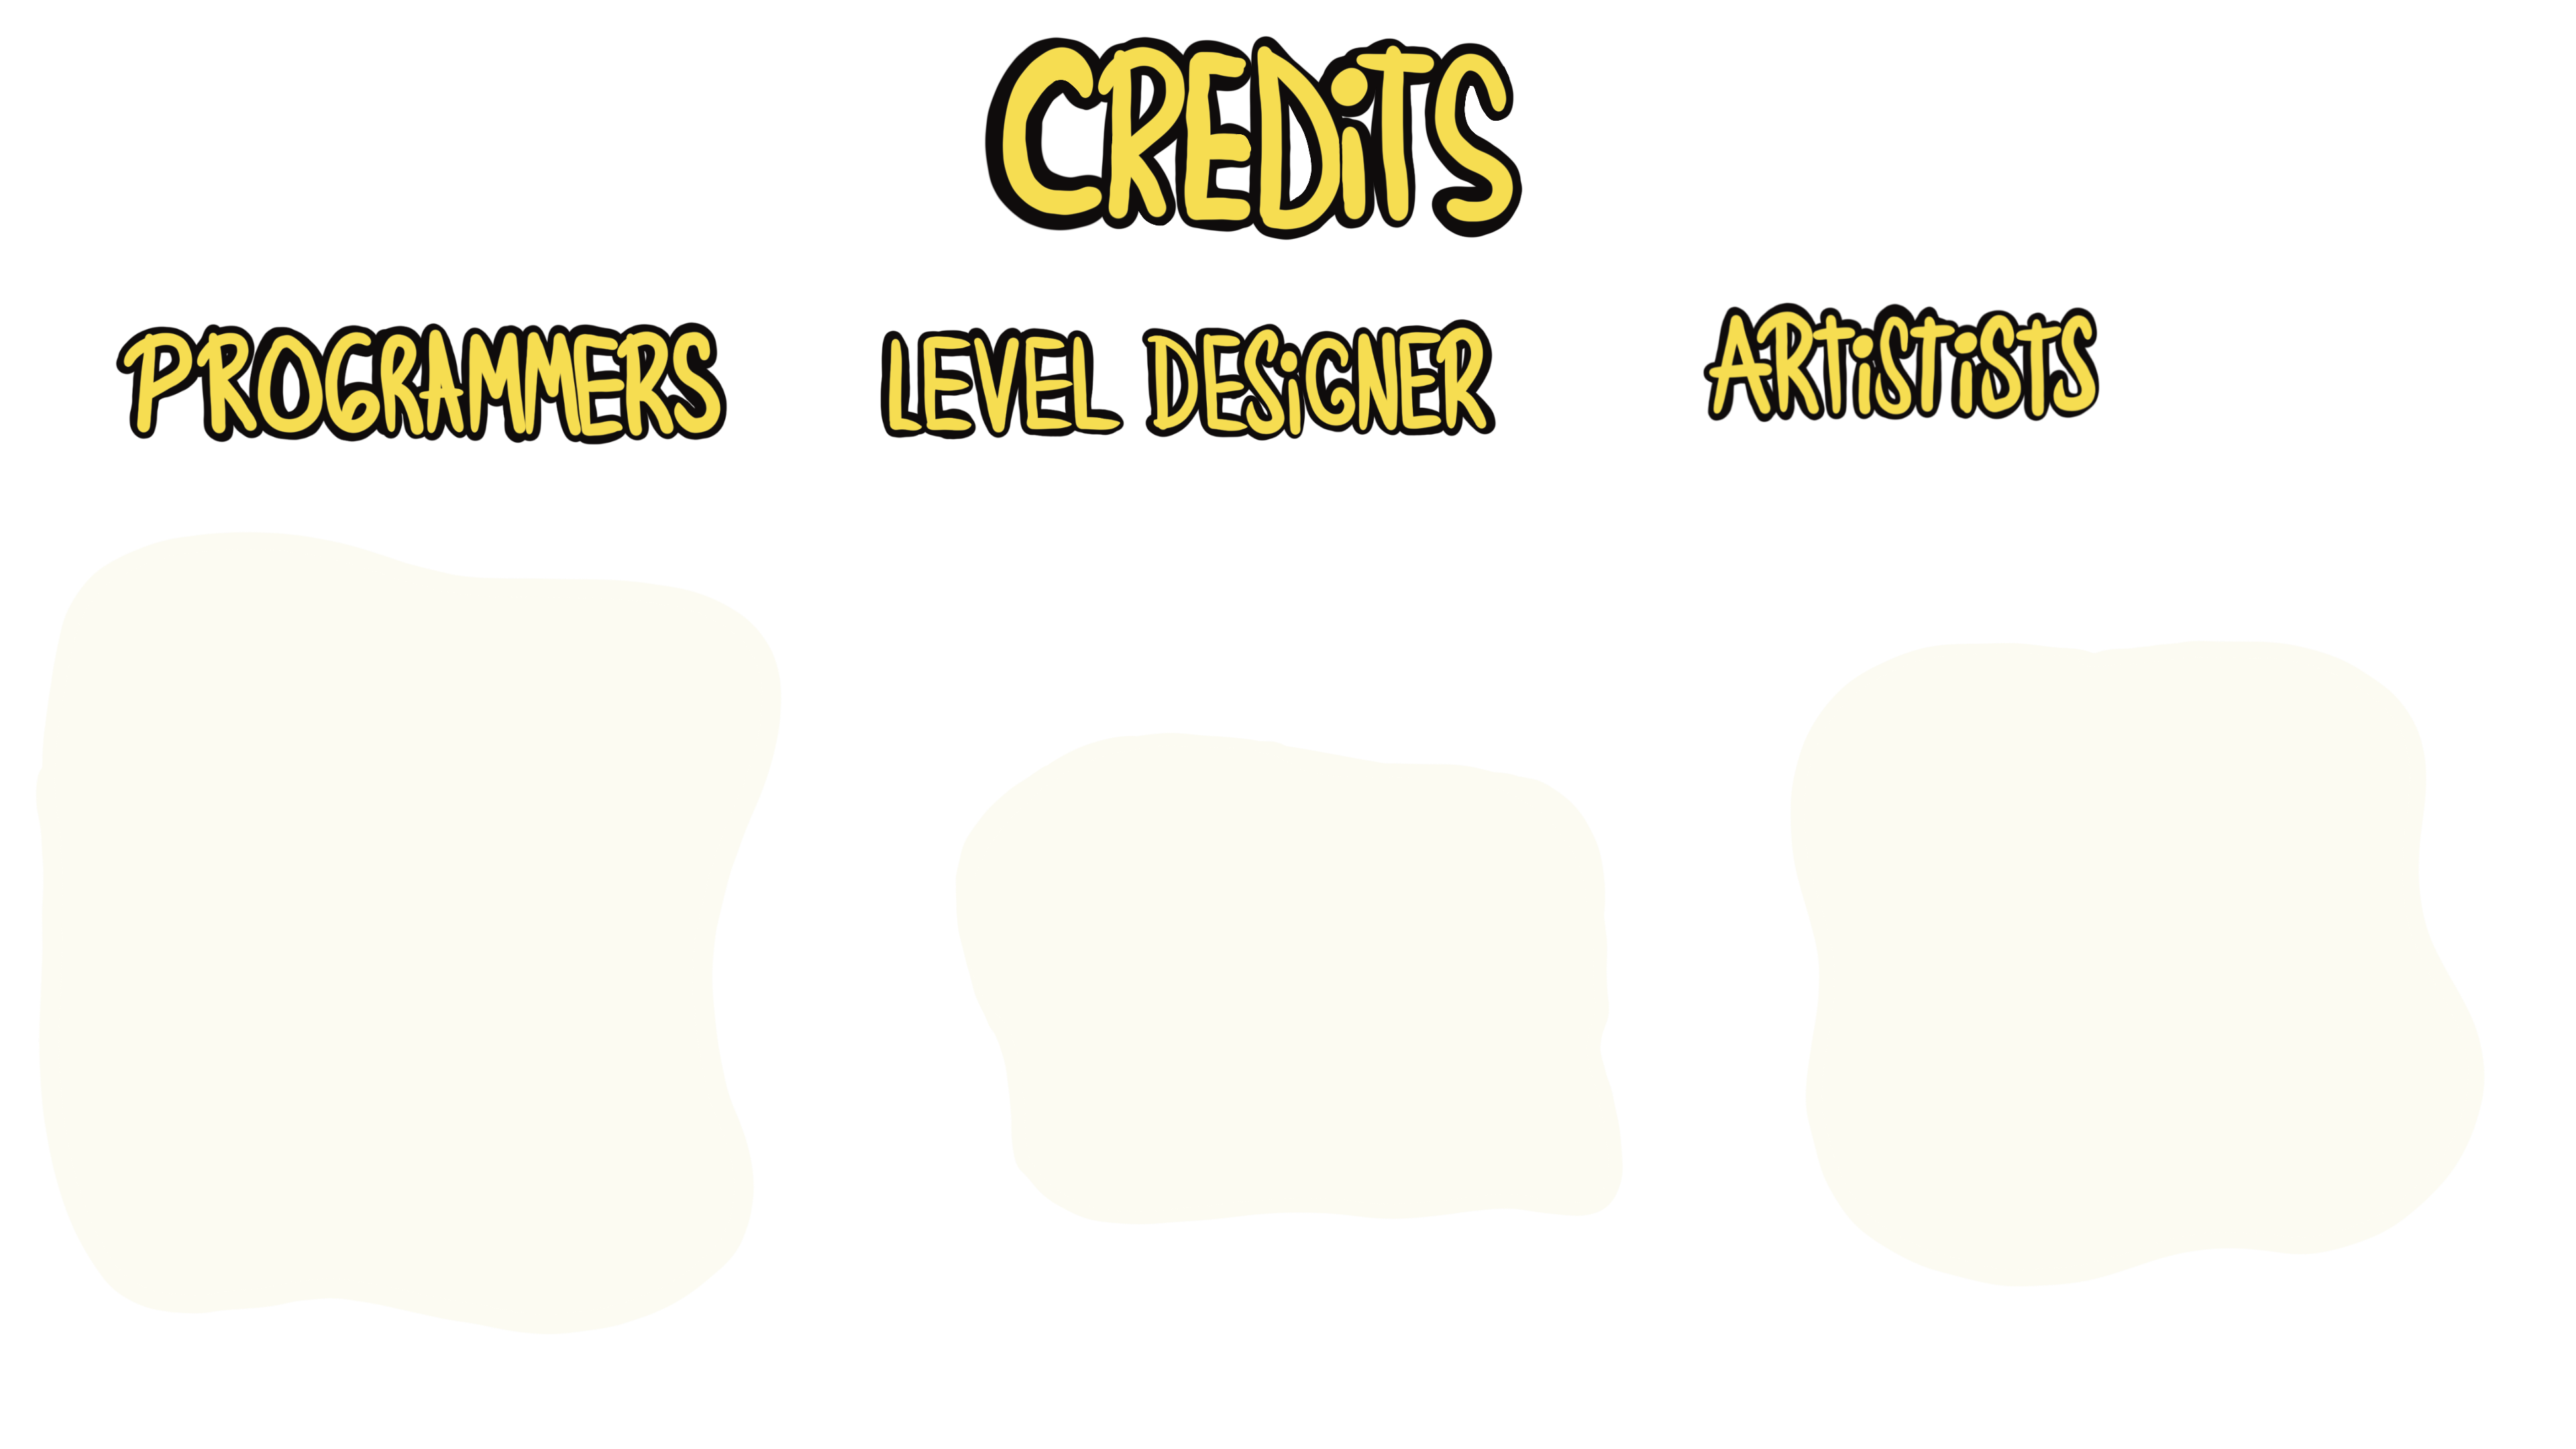 CREDiTS
PROGRAMMERS
LEVEL DESiGNER
ARTiSTiSTS